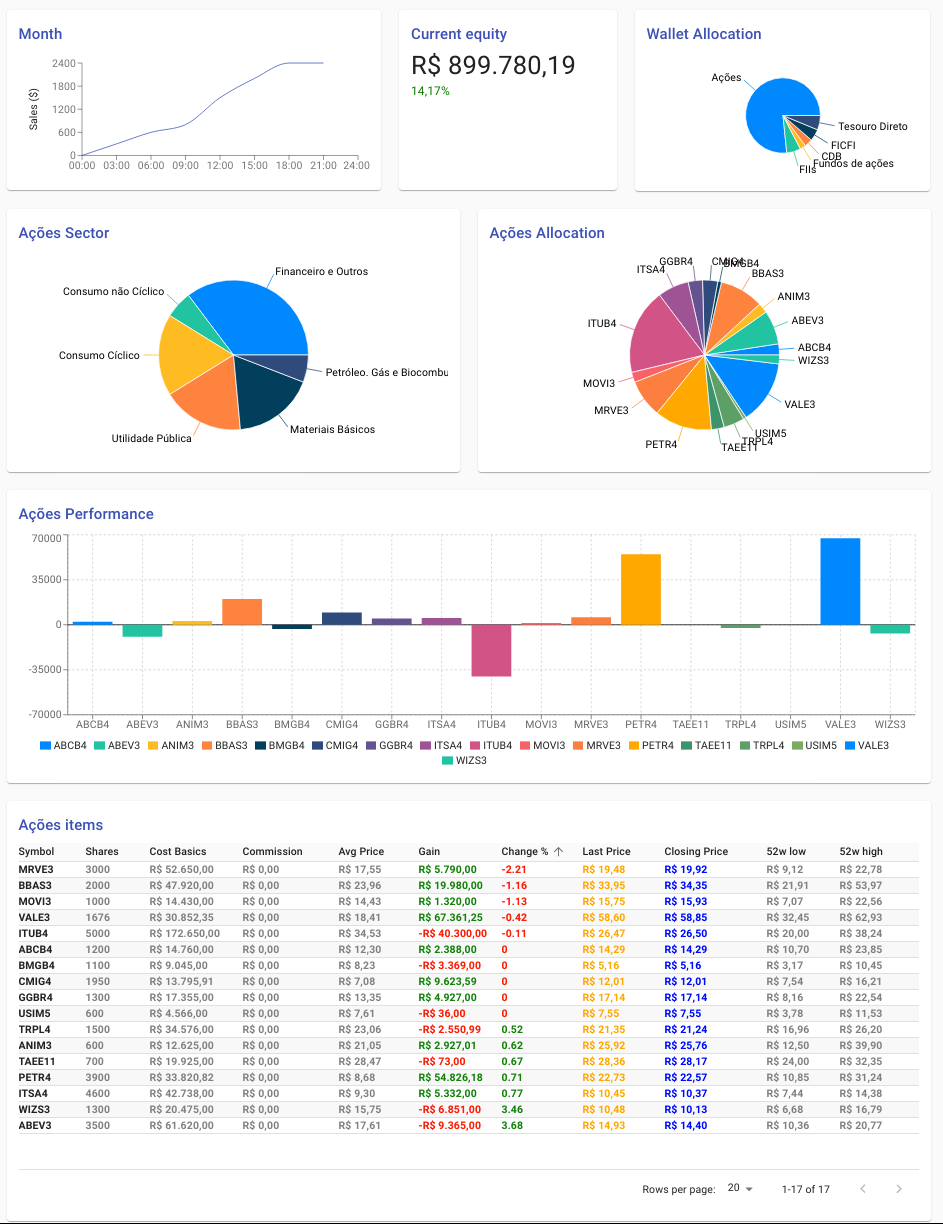 Month
Sales ($)
2400
1800
1200
600
0
00:00 03:00 06:00 09:00 12:00 15:00 18:00 21:00 24:00
Current equity
R$ 899.780,19
14,17%
Wallet Allocation
Ações
Tesouro Direto
FICFI
CDB
Fundos de ações
FIIs
Ações Sector
Financeiro e Outros
Consumo não Cíclico
Consumo Cíclico
Petróleo. Gás e Biocombu
Utilidade Pública
Materiais Básicos
Ações Allocation
GGBR4
CMIG4
BMGB4
ITSA4
BBAS3
ANIM3
ITUB4
ABEV3
ABCB4
WIZS3
MOVI3
VALE3
MRVE3
USIM5
PETR4
TRPL4
TAEE11
Ações Performance
70000
35000
0
-35000
-70000
ABCB4 ABEV3 ANIM3 BBAS3 BMGB4 CMIG4 GGBR4 ITSA4 ITUB4 MOVI3 MRVE3 PETR4 TAEE11 TRPL4 USIM5 VALE3 WIZS3
ABCB4 ABEV3 ANIM3 BBAS3 BMGB4 CMIG4 GGBR4 ITSA4 ITUB4 MOVI3 MRVE3 PETR4 TAEE11 TRPL4 USIM5 VALE3
WIZS3
Ações items
Symbol Shares Cost Basics Commission Avg Price Gain Change % ↑ Last Price Closing Price 52w low 52w high
MRVE3 3000 R$ 52.650,00 R$ 0,00 R$ 17,55 R$ 5.790,00 -2.21 R$ 19,48 R$ 19,92 R$ 9,12 R$ 22,78
BBAS3 2000 R$ 47.920,00 R$ 0,00 R$ 23,96 R$ 19.980,00 -1.16 R$ 33,95 R$ 34,35 R$ 21,91 R$ 53,97
MOVI3 1000 R$ 14.430,00 R$ 0,00 R$ 14,43 R$ 1.320,00 -1.13 R$ 15,75 R$ 15,93 R$ 7,07 R$ 22,56
VALE3 1676 R$ 30.852,35 R$ 0,00 R$ 18,41 R$ 67.361,25 -0.42 R$ 58,60 R$ 58,85 R$ 32,45 R$ 62,93
ITUB4 5000 R$ 172.650,00 R$ 0,00 R$ 34,53 -R$ 40.300,00 -0.11 R$ 26,47 R$ 26,50 R$ 20,00 R$ 38,24
ABCB4 1200 R$ 14.760,00 R$ 0,00 R$ 12,30 R$ 2.388,00 0 R$ 14,29 R$ 14,29 R$ 10,70 R$ 23,85
BMGB4 1100 R$ 9.045,00 R$ 0,00 R$ 8,23 -R$ 3.369,00 0 R$ 5,16 R$ 5,16 R$ 3,17 R$ 10,45
CMIG4 1950 R$ 13.795,91 R$ 0,00 R$ 7,08 R$ 9.623,59 0 R$ 12,01 R$ 12,01 R$ 7,54 R$ 16,21
GGBR4 1300 R$ 17.355,00 R$ 0,00 R$ 13,35 R$ 4.927,00 0 R$ 17,14 R$ 17,14 R$ 8,16 R$ 22,54
USIM5 600 R$ 4.566,00 R$ 0,00 R$ 7,61 -R$ 36,00 0 R$ 7,55 R$ 7,55 R$ 3,78 R$ 11,53
TRPL4 1500 R$ 34.576,00 R$ 0,00 R$ 23,06 -R$ 2.550,99 0.52 R$ 21,35 R$ 21,24 R$ 16,96 R$ 26,20
ANIM3 600 R$ 12.625,00 R$ 0,00 R$ 21,05 R$ 2.927,01 0.62 R$ 25,92 R$ 25,76 R$ 12,50 R$ 39,90
TAEE11 700 R$ 19.925,00 R$ 0,00 R$ 28,47 -R$ 73,00 0.67 R$ 28,36 R$ 28,17 R$ 24,00 R$ 32,35
PETR4 3900 R$ 33.820,82 R$ 0,00 R$ 8,68 R$ 54.826,18 0.71 R$ 22,73 R$ 22,57 R$ 10,85 R$ 31,24
ITSA4 4600 R$ 42.738,00 R$ 0,00 R$ 9,30 R$ 5.332,00 0.77 R$ 10,45 R$ 10,37 R$ 7,44 R$ 14,38
WIZS3 1300 R$ 20.475,00 R$ 0,00 R$ 15,75 -R$ 6.851,00 3.46 R$ 10,48 R$ 10,13 R$ 6,68 R$ 16,79
ABEV3 3500 R$ 61.620,00 R$ 0,00 R$ 17,61 -R$ 9.365,00 3.68 R$ 14,93 R$ 14,40 R$ 10,36 R$ 20,77
Rows per page: 20 1-17 of 17